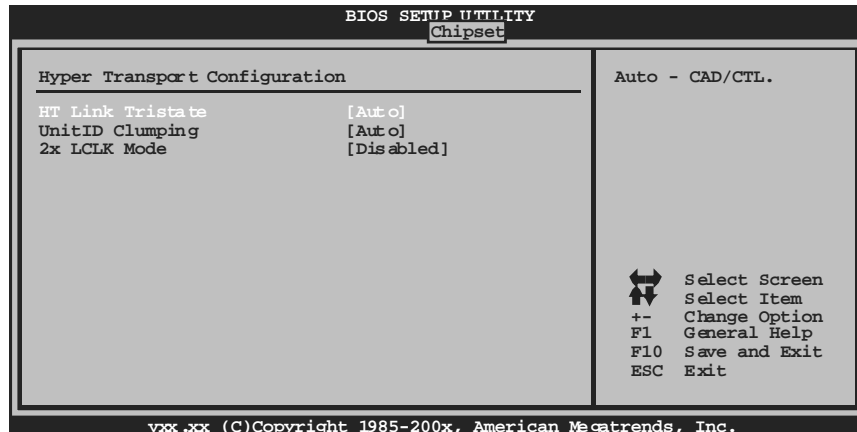 BIOS SETUP UTILITY
Chipset
Hyper Transport Configuration
HT Link Tristate [Auto]
UnitID Clumping [Auto]
2x LCLK Mode [Disabled]
Auto - CAD/CTL.
Select Screen
Select Item
+- Change Option
F1 General Help
F10 Save and Exit
ESC Exit
vxx.xx (C)Copyright 1985-200x, American Megatrends, Inc.